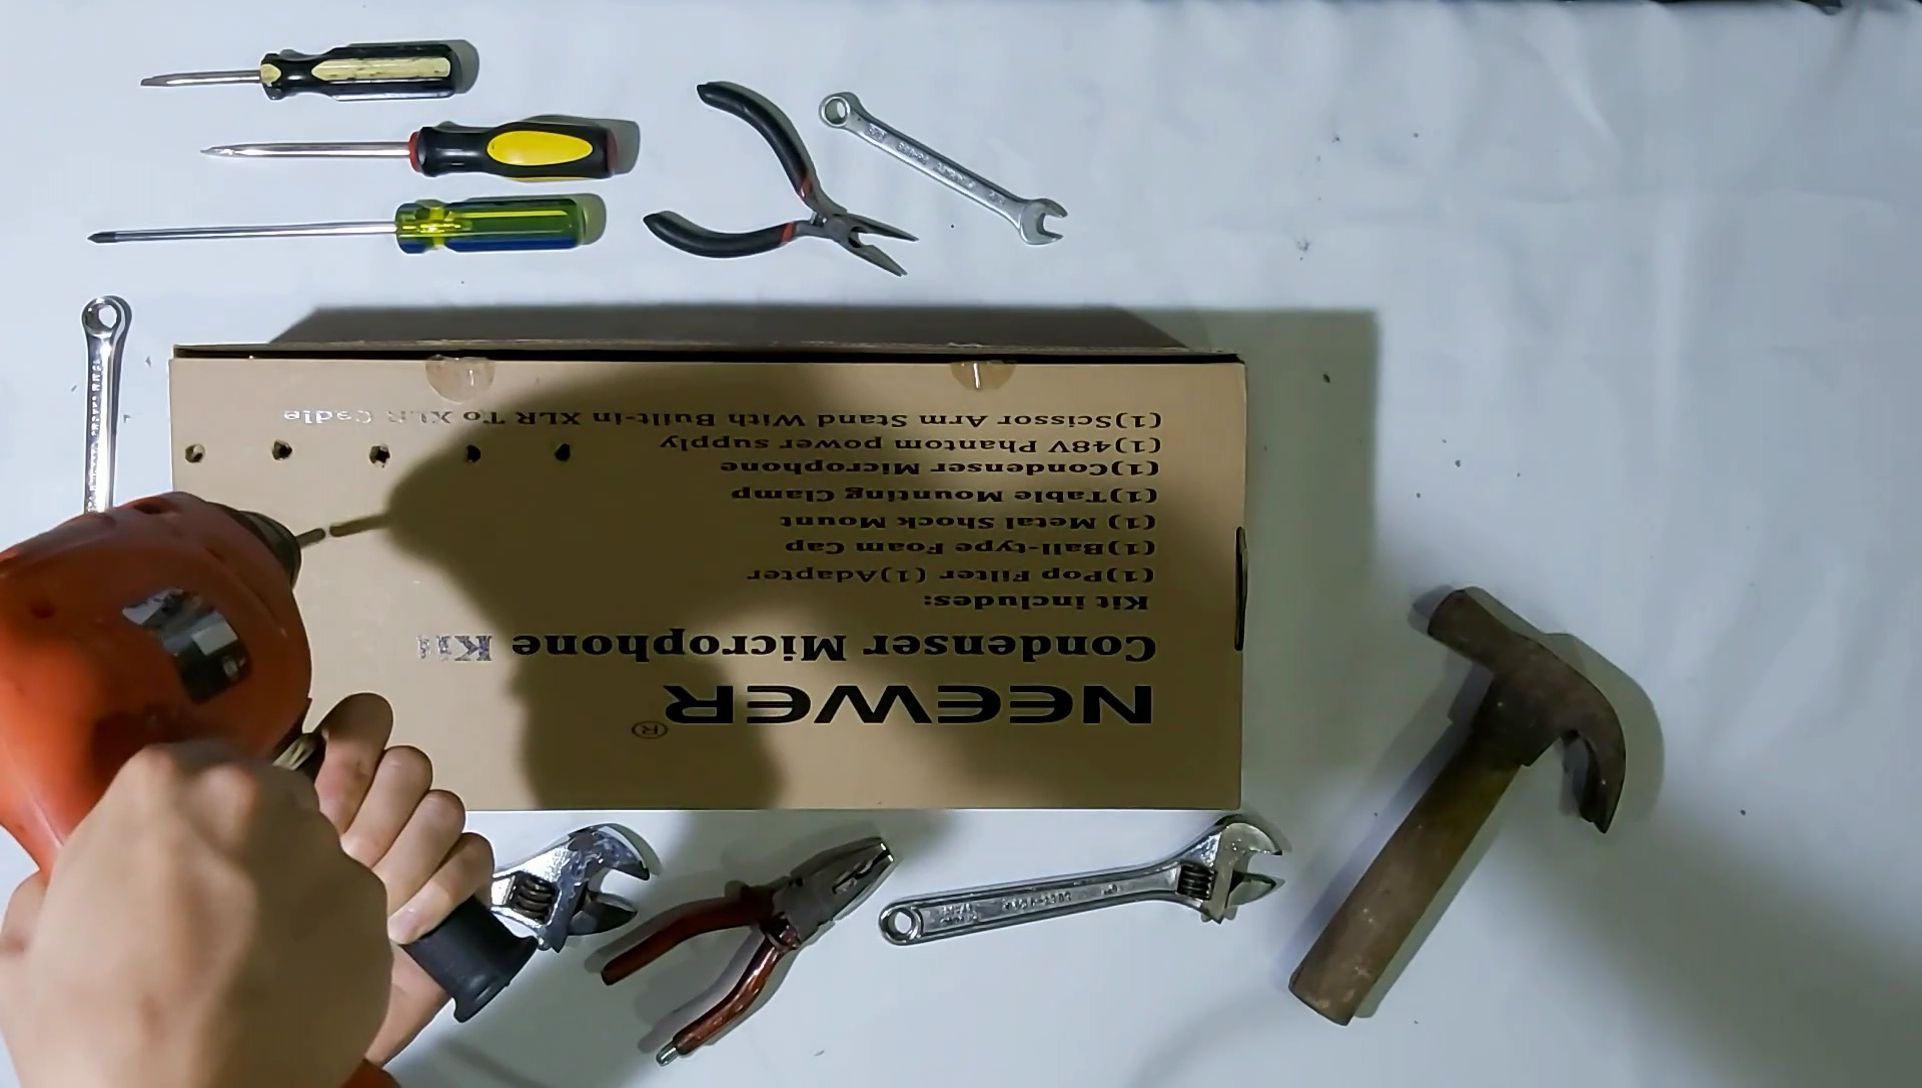 NEEWER®
Condenser Microphone Kit
Kit includes:
(1)Pop Filter (1)Adapter
(1)Ball-type Foam Cap
(1) Metal Shock Mount
(1)Table Mounting Clamp
(1)Condenser Microphone
(1)48V Phantom power supply
(1)Scissor Arm Stand With Built-in XLR To XLR Cable